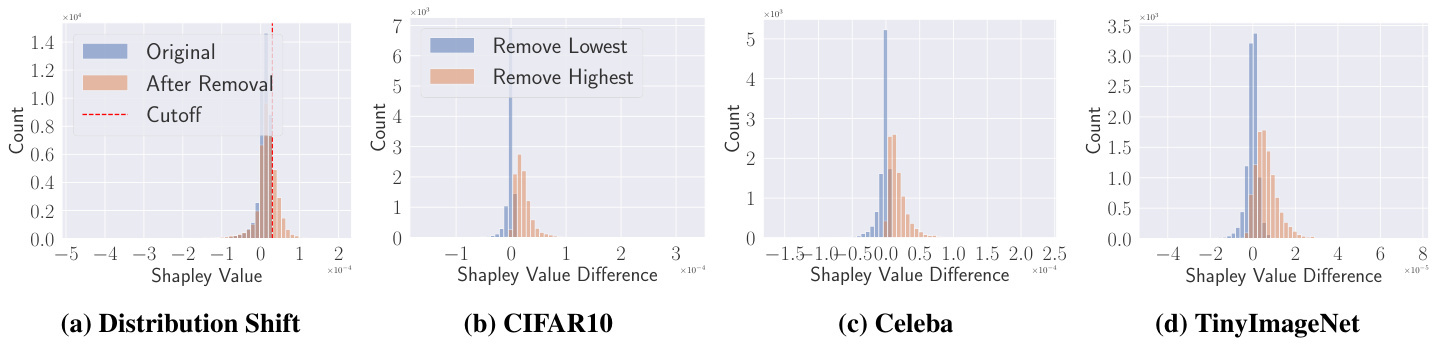 ×10⁴
1.4
1.2
1.0
0.8
0.6
0.4
0.2
0.0
Count
Original
After Removal
Cutoff
−5 −4 −3 −2 −1 0 1 2
×10⁻⁴
Shapley Value
(a) Distribution Shift
×10³
7
6
5
4
3
2
1
0
Count
Remove Lowest
Remove Highest
−1 0 1 2 3
×10⁻⁴
Shapley Value Difference
(b) CIFAR10
×10³
5
4
3
2
1
0
Count
−1.5 −1.0 −0.5 0.0 0.5 1.0 1.5 2.0 2.5
×10⁻⁴
Shapley Value Difference
(c) Celeba
×10³
3.5
3.0
2.5
2.0
1.5
1.0
0.5
0.0
Count
−4 −2 0 2 4 6 8
×10⁻⁵
Shapley Value Difference
(d) TinyImageNet